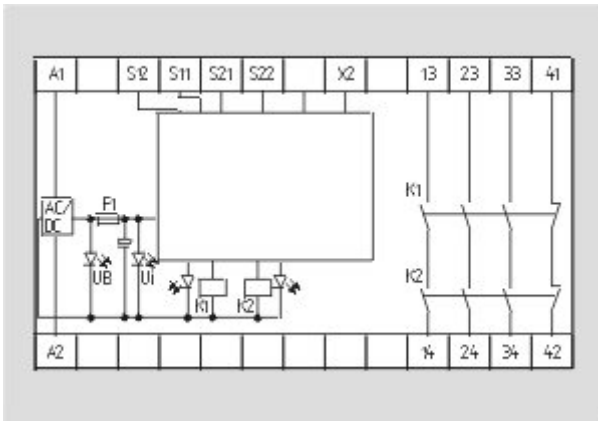 A1 S12 S11 S21 S22 X2 13 23 33 41
K1
AC/
DC
F1
UB
Ui
K2
K1
K2
A2 14 24 34 42